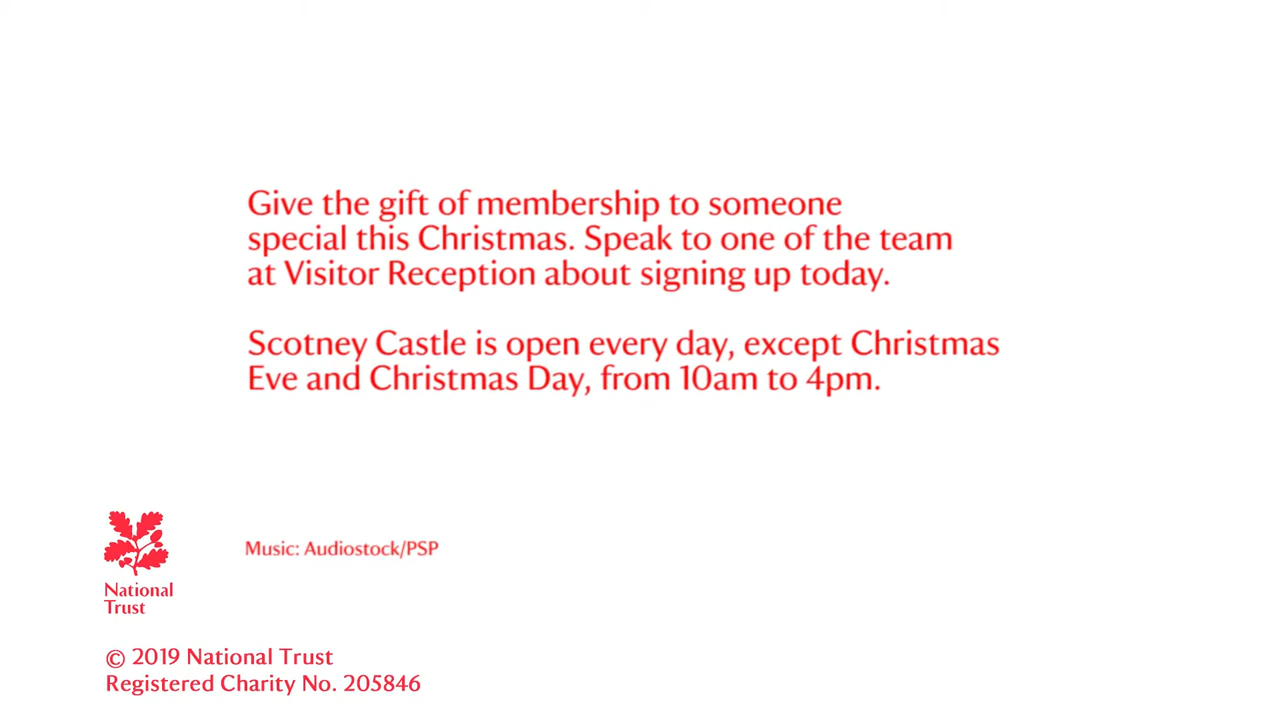 Give the gift of membership to someone
special this Christmas. Speak to one of the team
at Visitor Reception about signing up today.
Scotney Castle is open every day, except Christmas
Eve and Christmas Day, from 10am to 4pm.
Music: Audiostock/PSP
National
Trust
© 2019 National Trust
Registered Charity No. 205846